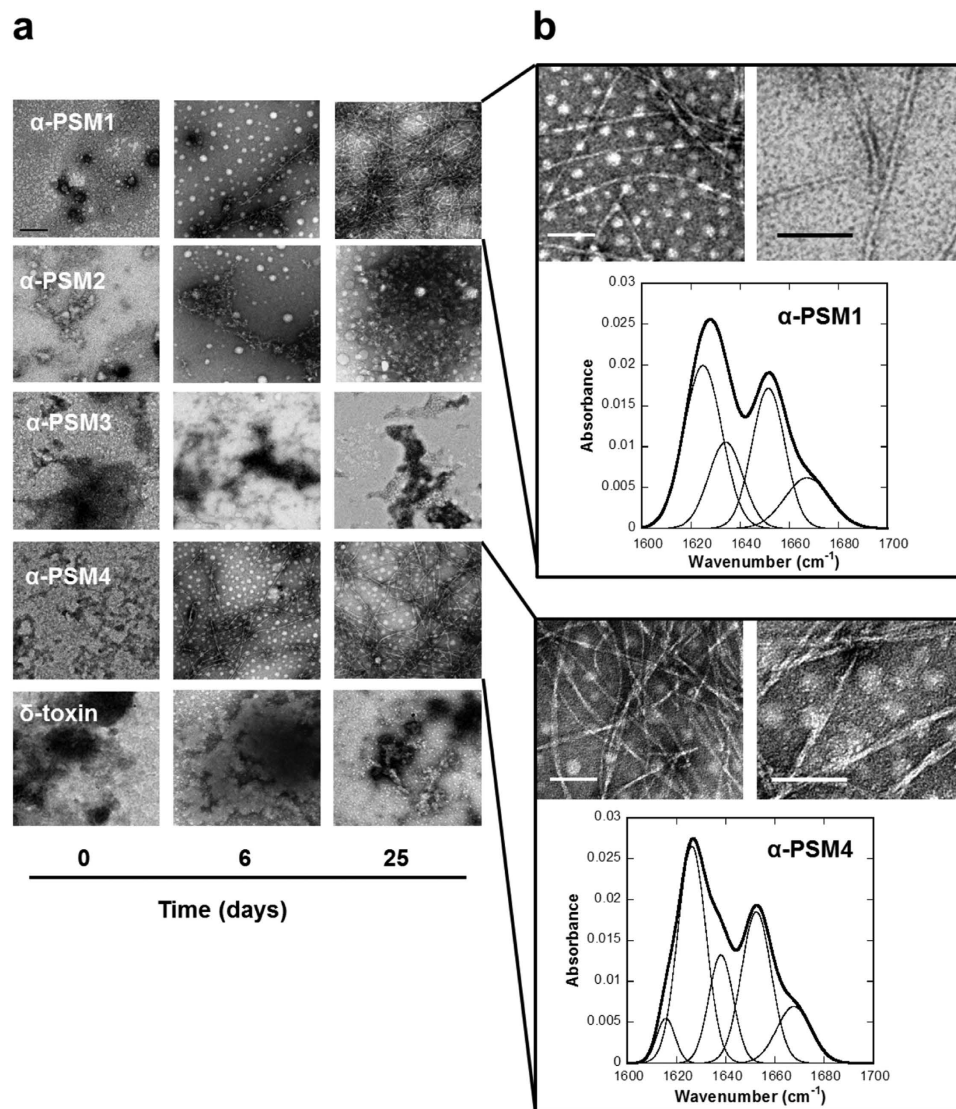 a
α-PSM1
α-PSM2
α-PSM3
α-PSM4
δ-toxin
0 6 25
Time (days)
b
α-PSM1
0.03
0.025
0.02
0.015
0.01
0.005
0
Absorbance
1600 1620 1640 1660 1680 1700
Wavenumber (cm⁻¹)
α-PSM4
0.03
0.025
0.02
0.015
0.01
0.005
0
Absorbance
1600 1620 1640 1660 1680 1700
Wavenumber (cm⁻¹)